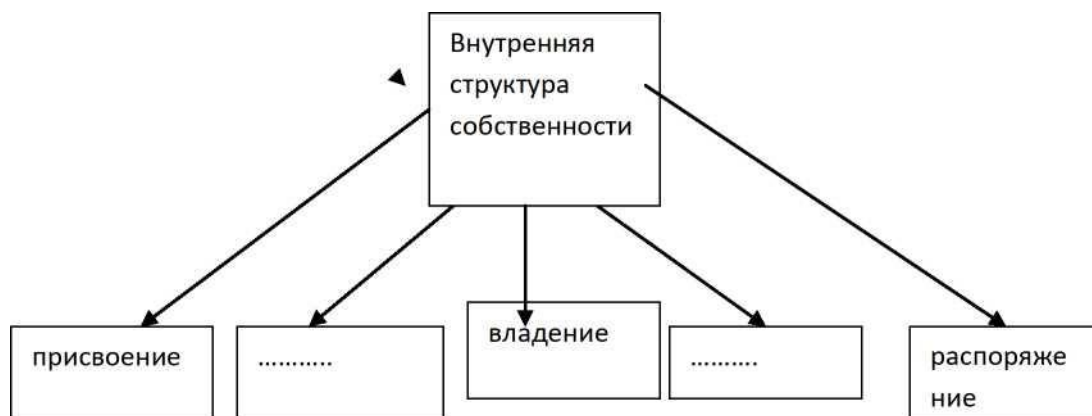 Внутренняя
структура
собственности
присвоение
………..
владение
……….
распоряже
ние